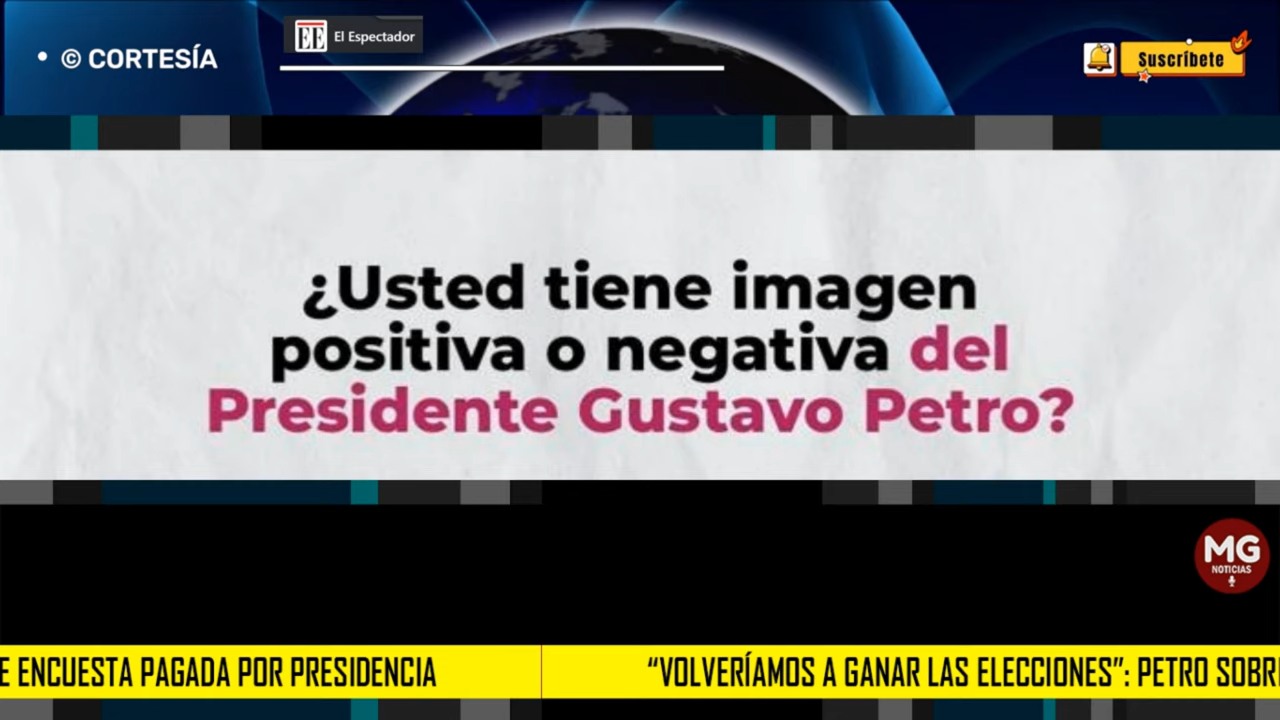 • © CORTESÍA
EE El Espectador
Suscríbete
¿Usted tiene imagen
positiva o negativa del
Presidente Gustavo Petro?
MG
NOTICIAS
E ENCUESTA PAGADA POR PRESIDENCIA
“VOLVERÍAMOS A GANAR LAS ELECCIONES”: PETRO SOBR